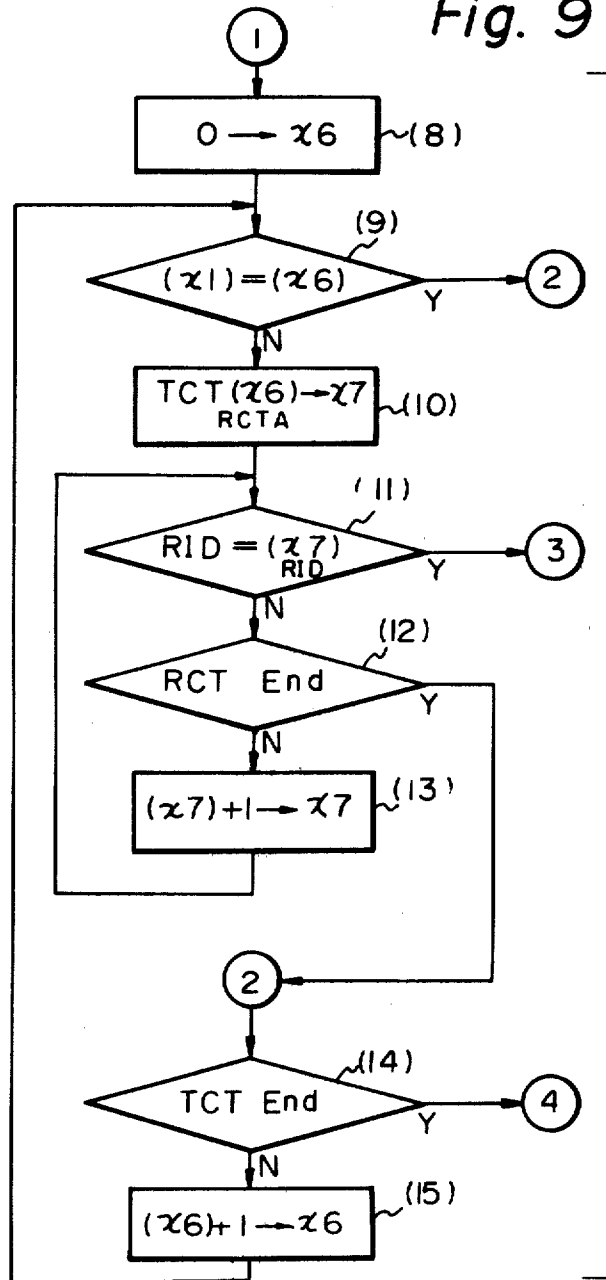 Fig. 9
1
0 → x6
(8)
(9)
(x1)=(x6)
Y
2
N
TCT(x6)→x7
RCTA
(10)
(11)
RID=(x7)
RID
Y
3
N
(12)
RCT End
Y
N
(x7)+1→x7
(13)
2
(14)
TCT End
Y
4
N
(x6)+1→x6
(15)